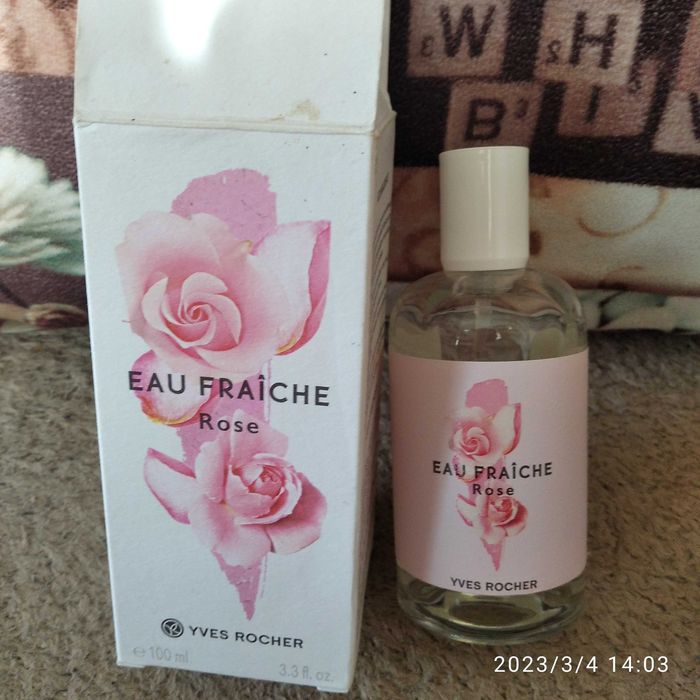 W H
B I
EAU FRAÎCHE
Rose
YVES ROCHER
℮ 100 ml
3.3 fl. oz.
EAU FRAÎCHE
Rose
YVES ROCHER
2023/3/4 14:03